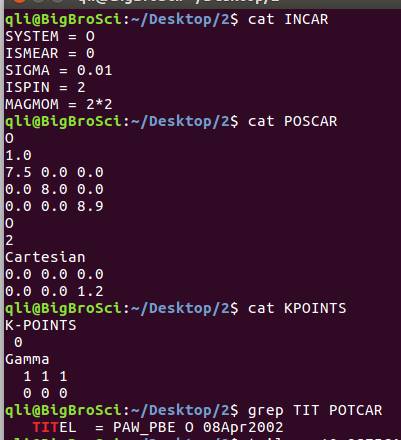 qli@BigBroSci:~/Desktop/2$ cat INCAR
SYSTEM = O
ISMEAR = 0
SIGMA = 0.01
ISPIN = 2
MAGMOM = 2*2
qli@BigBroSci:~/Desktop/2$ cat POSCAR
O
1.0
7.5 0.0 0.0
0.0 8.0 0.0
0.0 0.0 8.9
O
2
Cartesian
0.0 0.0 0.0
0.0 0.0 1.2
qli@BigBroSci:~/Desktop/2$ cat KPOINTS
K-POINTS
 0
Gamma
  1 1 1
  0 0 0
qli@BigBroSci:~/Desktop/2$ grep TIT POTCAR
   TITEL  = PAW_PBE O 08Apr2002